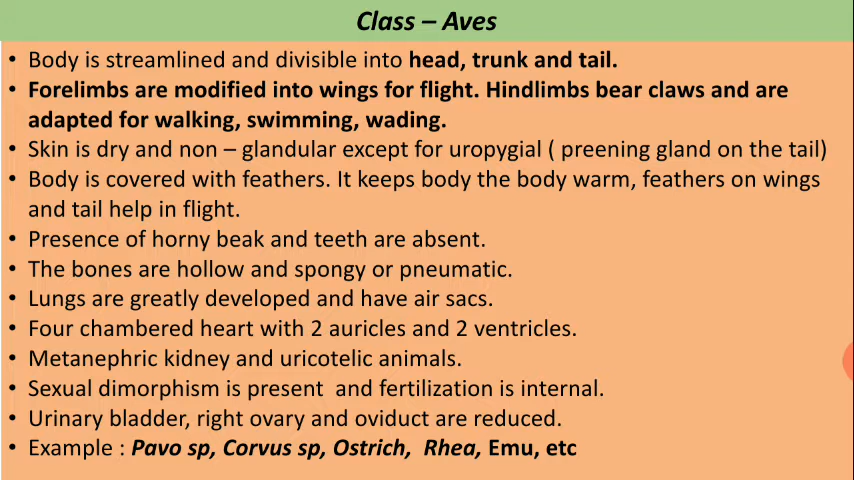 Class – Aves
• Body is streamlined and divisible into head, trunk and tail.
• Forelimbs are modified into wings for flight. Hindlimbs bear claws and are
adapted for walking, swimming, wading.
• Skin is dry and non – glandular except for uropygial ( preening gland on the tail)
• Body is covered with feathers. It keeps body the body warm, feathers on wings
and tail help in flight.
• Presence of horny beak and teeth are absent.
• The bones are hollow and spongy or pneumatic.
• Lungs are greatly developed and have air sacs.
• Four chambered heart with 2 auricles and 2 ventricles.
• Metanephric kidney and uricotelic animals.
• Sexual dimorphism is present  and fertilization is internal.
• Urinary bladder, right ovary and oviduct are reduced.
• Example : Pavo sp, Corvus sp, Ostrich,  Rhea, Emu, etc